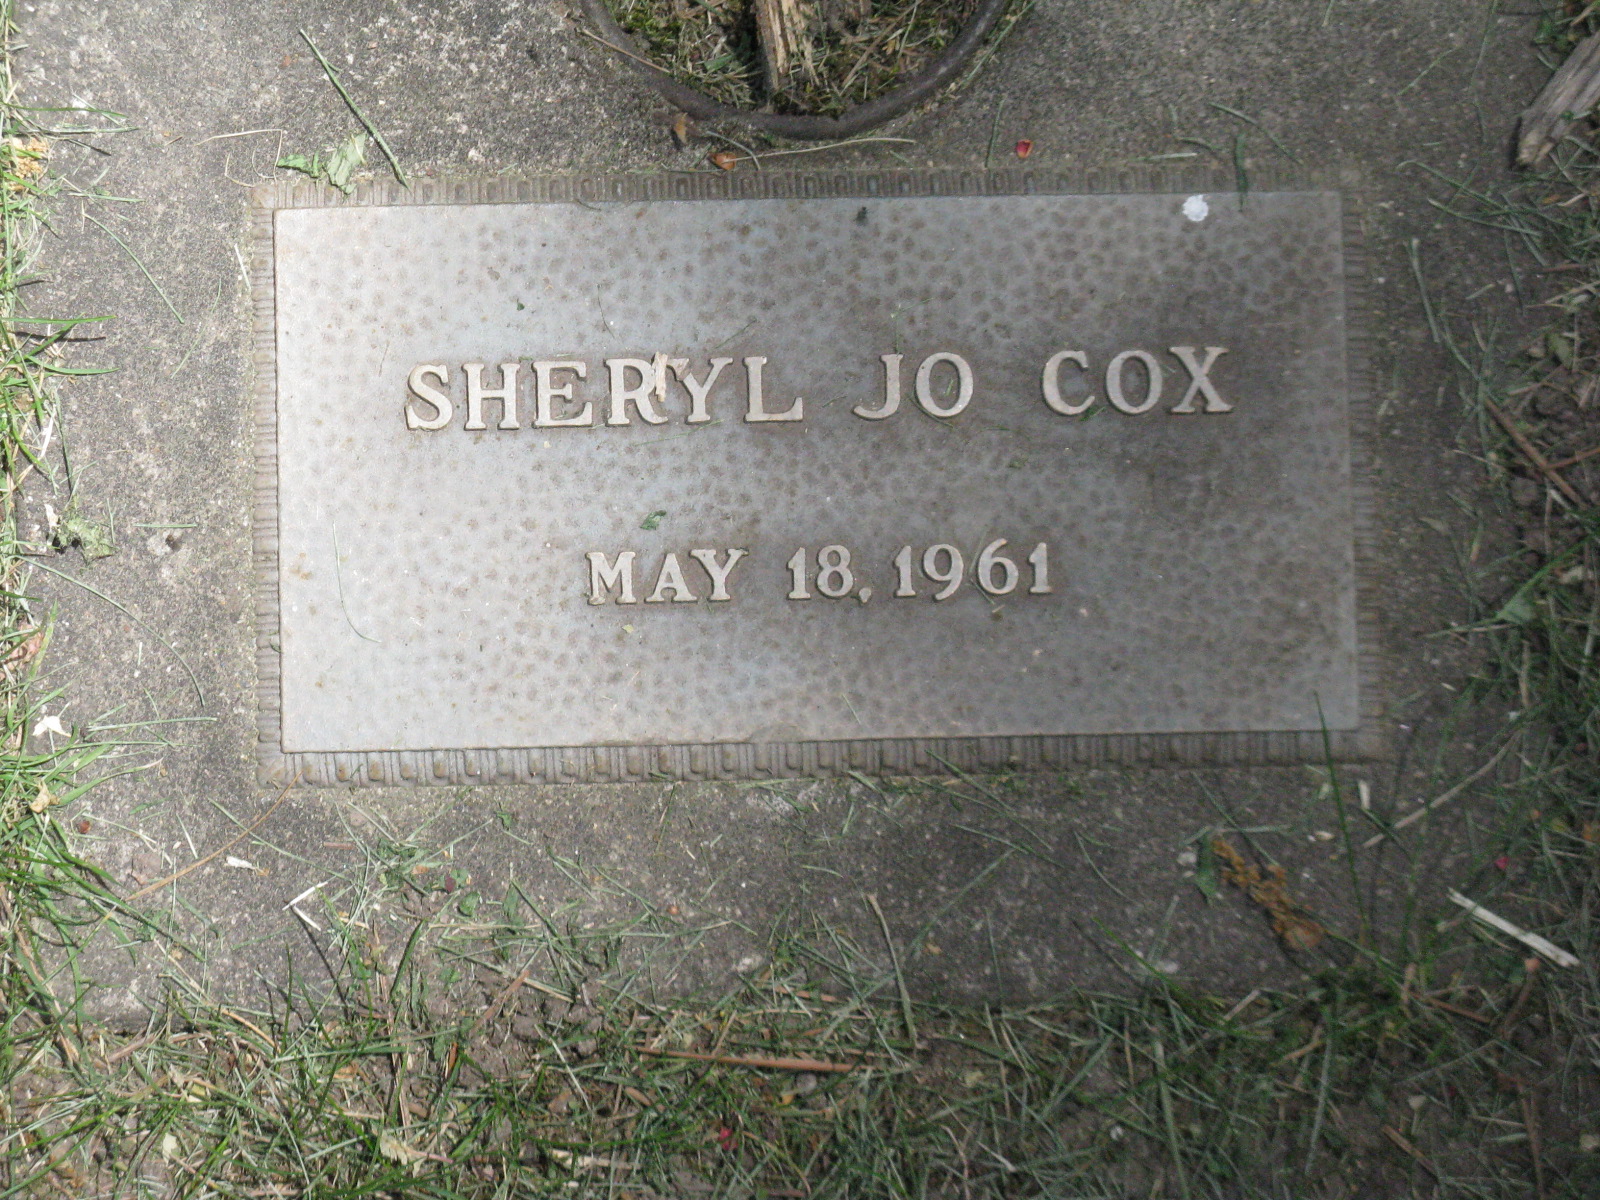 SHERYL JO COX
MAY 18, 1961